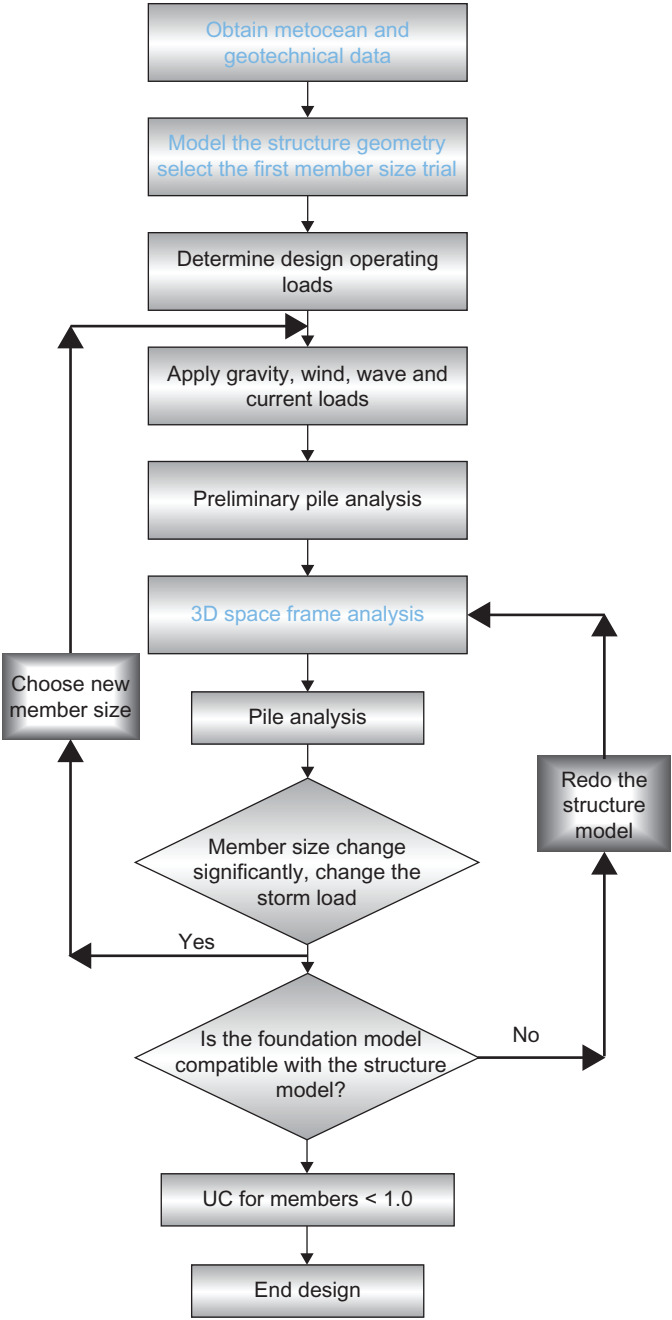 Obtain metocean and
geotechnical data
Model the structure geometry
select the first member size trial
Determine design operating
loads
Apply gravity, wind, wave and
current loads
Preliminary pile analysis
3D space frame analysis
Choose new
member size
Pile analysis
Redo the
structure
model
Member size change
significantly, change the
storm load
Yes
Is the foundation model
compatible with the structure
model?
No
UC for members < 1.0
End design